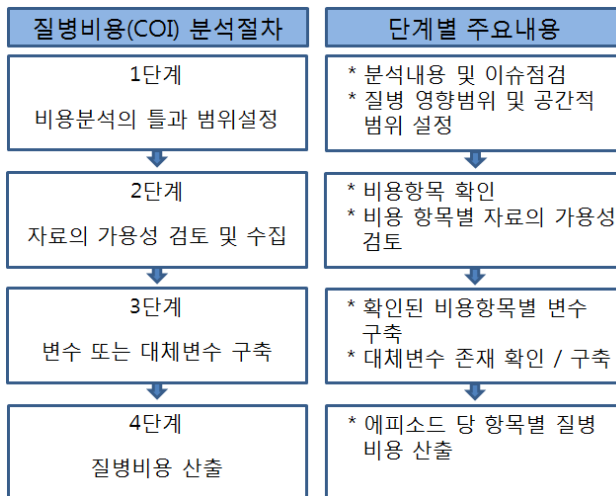 질병비용(COI) 분석절차
단계별 주요내용
1단계
비용분석의 틀과 범위설정
* 분석내용 및 이슈점검
* 질병 영향범위 및 공간적
범위 설정
2단계
자료의 가용성 검토 및 수집
* 비용항목 확인
* 비용 항목별 자료의 가용성
검토
3단계
변수 또는 대체변수 구축
* 확인된 비용항목별 변수
구축
* 대체변수 존재 확인 / 구축
4단계
질병비용 산출
* 에피소드 당 항목별 질병
비용 산출